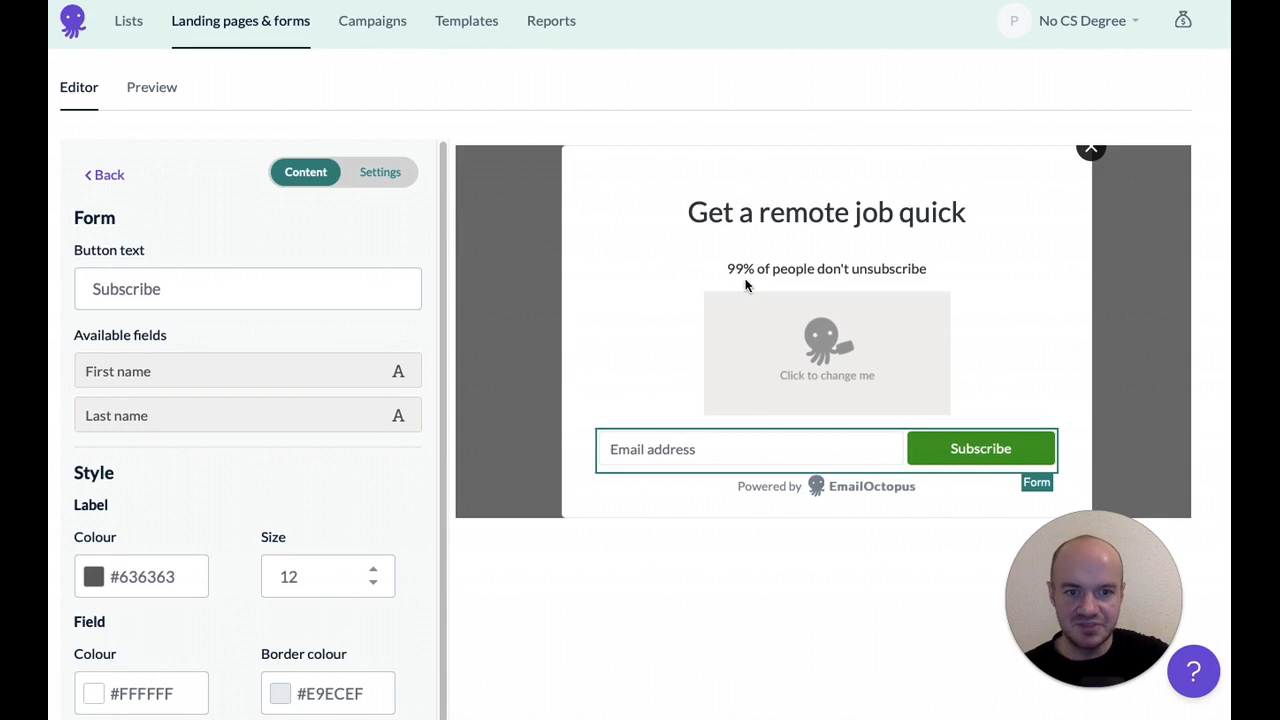 Lists
Landing pages & forms
Campaigns
Templates
Reports
P
No CS Degree
Editor
Preview
Back
Content
Settings
Form
Button text
Subscribe
Available fields
First name
A
Last name
A
Style
Label
Colour
Size
#636363
12
Field
Colour
Border colour
#FFFFFF
#E9ECEF
Get a remote job quick
99% of people don't unsubscribe
Click to change me
Email address
Subscribe
Powered by EmailOctopus
Form
?